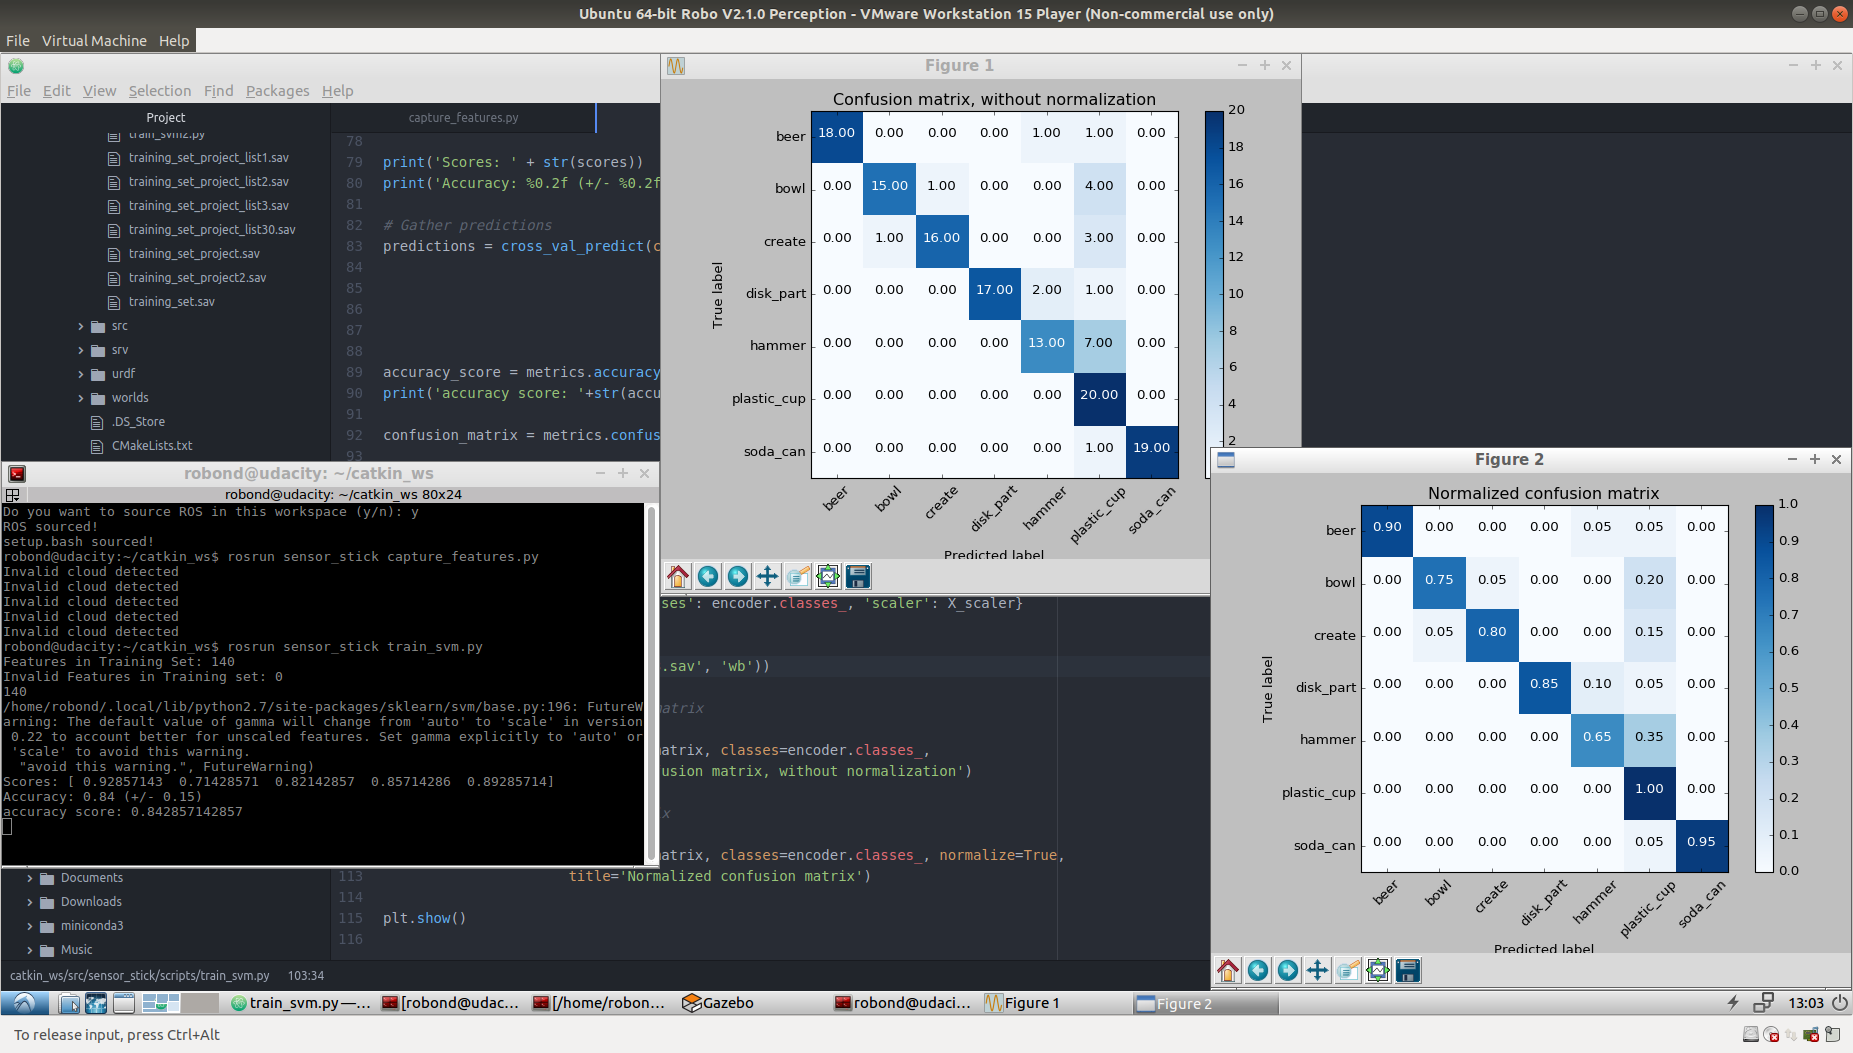 Ubuntu 64-bit Robo V2.1.0 Perception - VMware Workstation 15 Player (Non-commercial use only)
File Virtual Machine Help
File Edit View Selection Find Packages Help
Project
train_svm2.py
training_set_project_list1.sav
training_set_project_list2.sav
training_set_project_list3.sav
training_set_project_list30.sav
training_set_project.sav
training_set_project2.sav
training_set.sav
src
srv
urdf
worlds
.DS_Store
CMakeLists.txt
capture_features.py
78
79 print('Scores: ' + str(scores))
80 print('Accuracy: %0.2f (+/- %0.2f
81
82 # Gather predictions
83 predictions = cross_val_predict(c
84
85
86
87
88
89 accuracy_score = metrics.accuracy
90 print('accuracy score: '+str(accu
91
92 confusion_matrix = metrics.confus
93
Figure 1
Confusion matrix, without normalization
True label
beer 18.00 0.00 0.00 0.00 1.00 1.00 0.00
bowl 0.00 15.00 1.00 0.00 0.00 4.00 0.00
create 0.00 1.00 16.00 0.00 0.00 3.00 0.00
disk_part 0.00 0.00 0.00 17.00 2.00 1.00 0.00
hammer 0.00 0.00 0.00 0.00 13.00 7.00 0.00
plastic_cup 0.00 0.00 0.00 0.00 0.00 20.00 0.00
soda_can 0.00 0.00 0.00 0.00 0.00 1.00 19.00
beer bowl create disk_part hammer plastic_cup soda_can
Predicted label
20
18
16
14
12
10
8
6
4
2
robond@udacity: ~/catkin_ws
robond@udacity: ~/catkin_ws 80x24
Do you want to source ROS in this workspace (y/n): y
ROS sourced!
setup.bash sourced!
robond@udacity:~/catkin_ws$ rosrun sensor_stick capture_features.py
Invalid cloud detected
Invalid cloud detected
Invalid cloud detected
Invalid cloud detected
Invalid cloud detected
robond@udacity:~/catkin_ws$ rosrun sensor_stick train_svm.py
Features in Training Set: 140
Invalid Features in Training set: 0
140
/home/robond/.local/lib/python2.7/site-packages/sklearn/svm/base.py:196: FutureW
arning: The default value of gamma will change from 'auto' to 'scale' in version
0.22 to account better for unscaled features. Set gamma explicitly to 'auto' or
'scale' to avoid this warning.
"avoid this warning.", FutureWarning)
Scores: [ 0.92857143 0.71428571 0.82142857 0.85714286 0.89285714]
Accuracy: 0.84 (+/- 0.15)
accuracy score: 0.842857142857
ses': encoder.classes_, 'scaler': X_scaler}
.sav', 'wb'))
matrix
atrix, classes=encoder.classes_,
fusion matrix, without normalization')
x
atrix, classes=encoder.classes_, normalize=True,
113 title='Normalized confusion matrix')
114
115 plt.show()
116
Figure 2
Normalized confusion matrix
True label
beer 0.90 0.00 0.00 0.00 0.05 0.05 0.00
bowl 0.00 0.75 0.05 0.00 0.00 0.20 0.00
create 0.00 0.05 0.80 0.00 0.00 0.15 0.00
disk_part 0.00 0.00 0.00 0.85 0.10 0.05 0.00
hammer 0.00 0.00 0.00 0.00 0.65 0.35 0.00
plastic_cup 0.00 0.00 0.00 0.00 0.00 1.00 0.00
soda_can 0.00 0.00 0.00 0.00 0.00 0.05 0.95
beer bowl create disk_part hammer plastic_cup soda_can
Predicted label
1.0
0.9
0.8
0.7
0.6
0.5
0.4
0.3
0.2
0.1
0.0
Documents
Downloads
miniconda3
Music
catkin_ws/src/sensor_stick/scripts/train_svm.py 103:34
train_svm.py —... [robond@udac... [/home/robon... Gazebo robond@udaci... Figure 1 Figure 2 13:03
To release input, press Ctrl+Alt